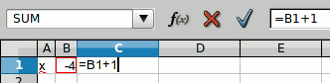 SUM f(x) =B1+1
A B C D E
1 x -4 =B1+1
2